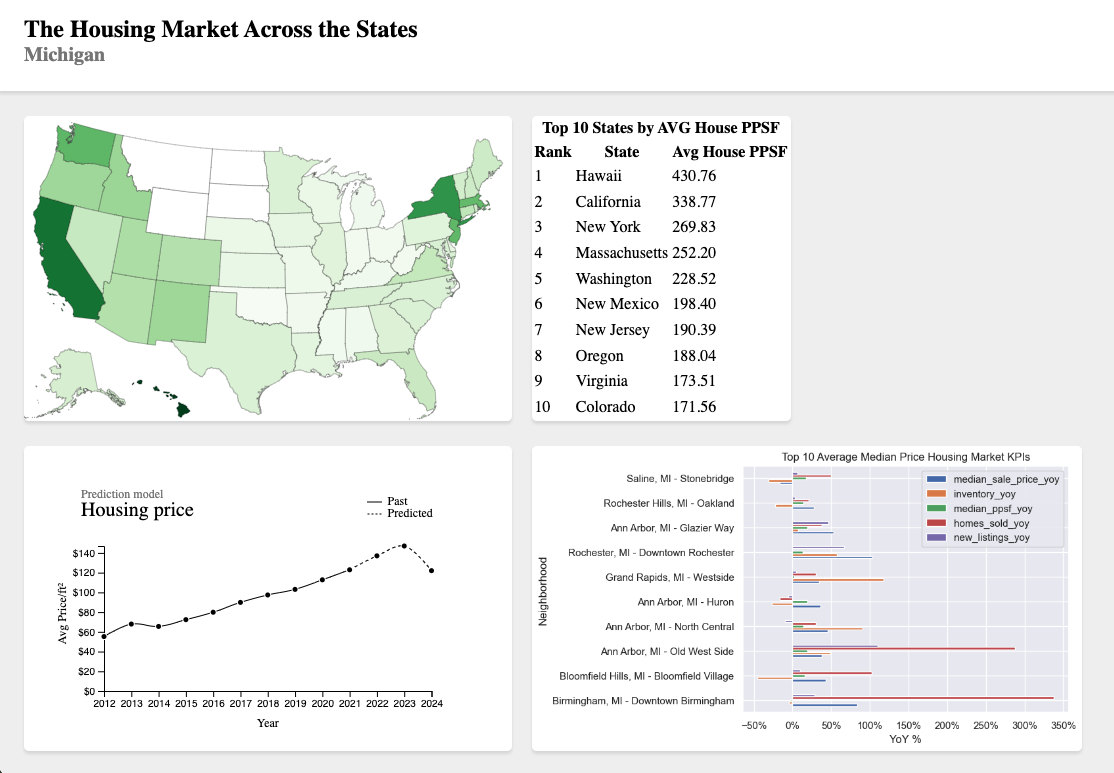 The Housing Market Across the States
Michigan
Top 10 States by AVG House PPSF
Rank State Avg House PPSF
1 Hawaii 430.76
2 California 338.77
3 New York 269.83
4 Massachusetts 252.20
5 Washington 228.52
6 New Mexico 198.40
7 New Jersey 190.39
8 Oregon 188.04
9 Virginia 173.51
10 Colorado 171.56
Prediction model
Housing price
Past
Predicted
Avg Price/ft²
$140
$120
$100
$80
$60
$40
$20
$0
2012 2013 2014 2015 2016 2017 2018 2019 2020 2021 2022 2023 2024
Year
Top 10 Average Median Price Housing Market KPIs
median_sale_price_yoy
inventory_yoy
median_ppsf_yoy
homes_sold_yoy
new_listings_yoy
Neighborhood
Saline, MI - Stonebridge
Rochester Hills, MI - Oakland
Ann Arbor, MI - Glazier Way
Rochester, MI - Downtown Rochester
Grand Rapids, MI - Westside
Ann Arbor, MI - Huron
Ann Arbor, MI - North Central
Ann Arbor, MI - Old West Side
Bloomfield Hills, MI - Bloomfield Village
Birmingham, MI - Downtown Birmingham
−50% 0% 50% 100% 150% 200% 250% 300% 350%
YoY %